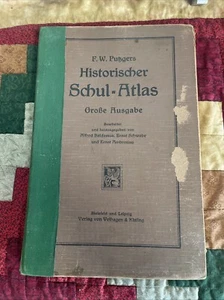 F. W. Putzgers
Historischer
Schul-Atlas
Große Ausgabe
Bearbeitet
und herausgegeben von
Alfred Baldamus, Ernst Schwabe
und Ernst Ambrosius
Bielefeld und Leipzig
Verlag von Velhagen & Klasing